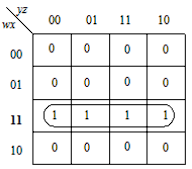 yz
wx
00 01 11 10
00 0 0 0 0
01 0 0 0 0
11 1 1 1 1
10 0 0 0 0